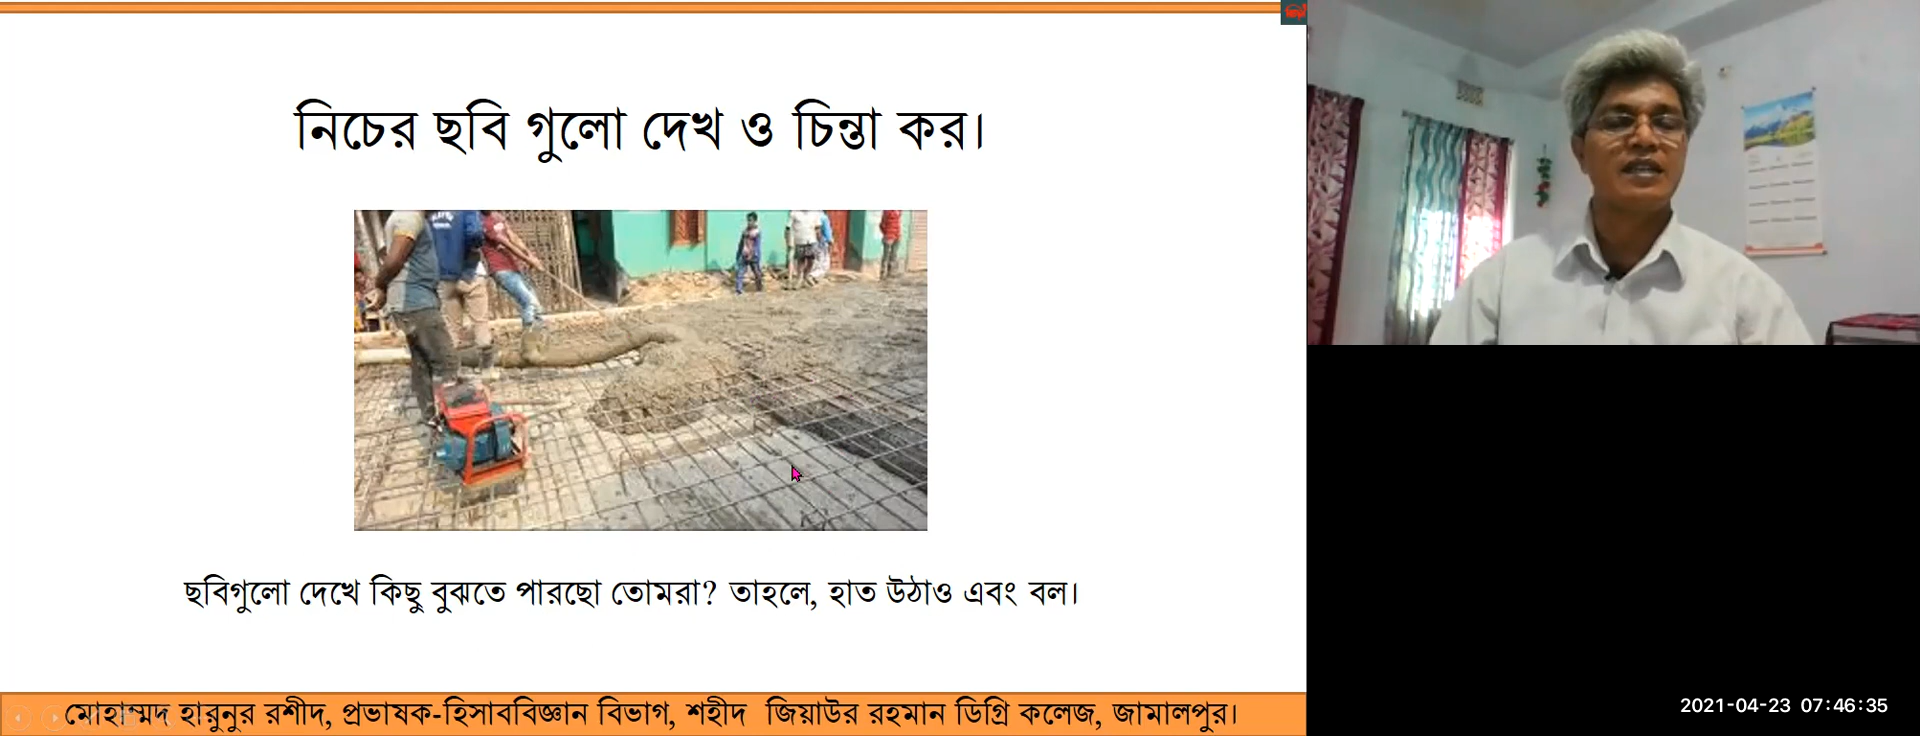 নিচের ছবি গুলো দেখ ও চিন্তা কর।
ছবিগুলো দেখে কিছু বুঝতে পারছো তোমরা? তাহলে, হাত উঠাও এবং বল।
মোহাম্মদ হারুনুর রশীদ, প্রভাষক-হিসাববিজ্ঞান বিভাগ, শহীদ জিয়াউর রহমান ডিগ্রি কলেজ, জামালপুর।
2021-04-23 07:46:35